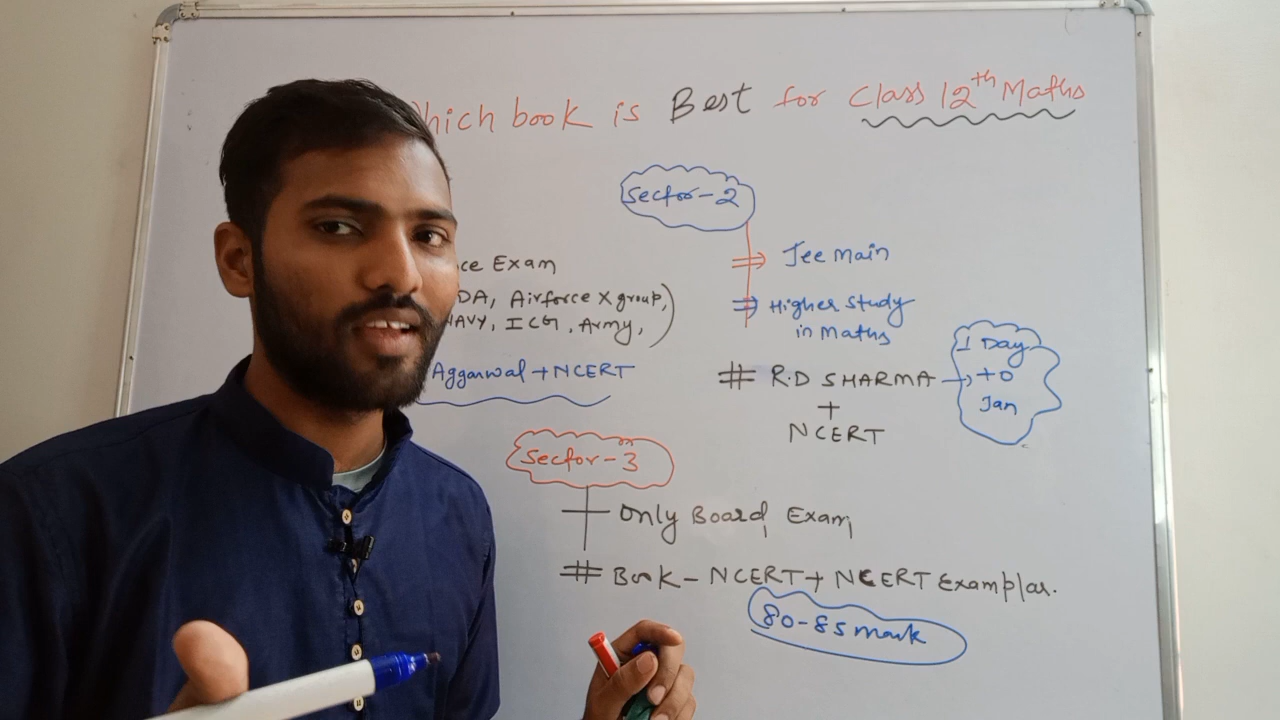 hich book is Best for Class 12th Maths
Sector-2
ce Exam
DA, Airforce X group,
NAVY, ICG, Army,)
Aggarwal + NCERT
⇒ Jee Main
⇒ Higher Study
in Maths
# R.D SHARMA →
+
NCERT
1 Day
to
Jan
Sector-3
Only Board Exam
# Book - NCERT + NCERT Examplar.
80-85 mark